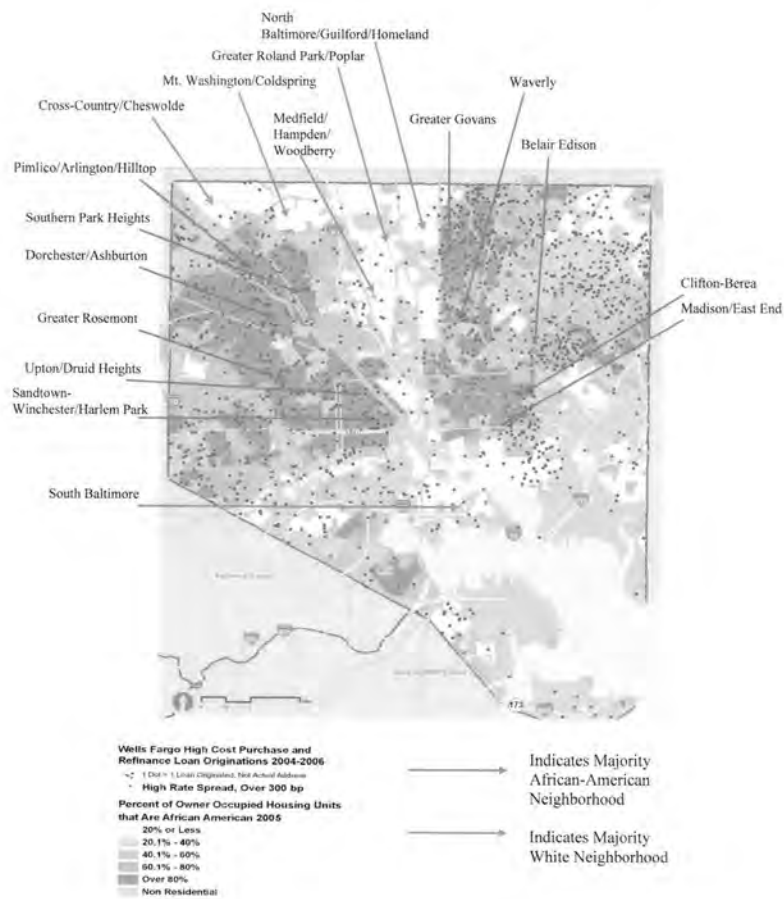 North
Baltimore/Guilford/Homeland
Greater Roland Park/Poplar
Waverly
Mt. Washington/Coldspring
Cross-Country/Cheswolde
Medfield/
Hampden/
Woodberry
Greater Govans
Belair Edison
Pimlico/Arlington/Hilltop
Southern Park Heights
Dorchester/Ashburton
Clifton-Berea
Madison/East End
Greater Rosemont
Upton/Druid Heights
Sandtown-
Winchester/Harlem Park
South Baltimore
173
Wells Fargo High Cost Purchase and
Refinance Loan Originations 2004-2006
1 Dot = 1 Loan Originated, Not Actual Address
High Rate Spread, Over 300 bp
Percent of Owner Occupied Housing Units
that Are African American 2005
20% or Less
20.1% - 40%
40.1% - 60%
60.1% - 80%
Over 80%
Non Residential
Indicates Majority
African-American
Neighborhood
Indicates Majority
White Neighborhood